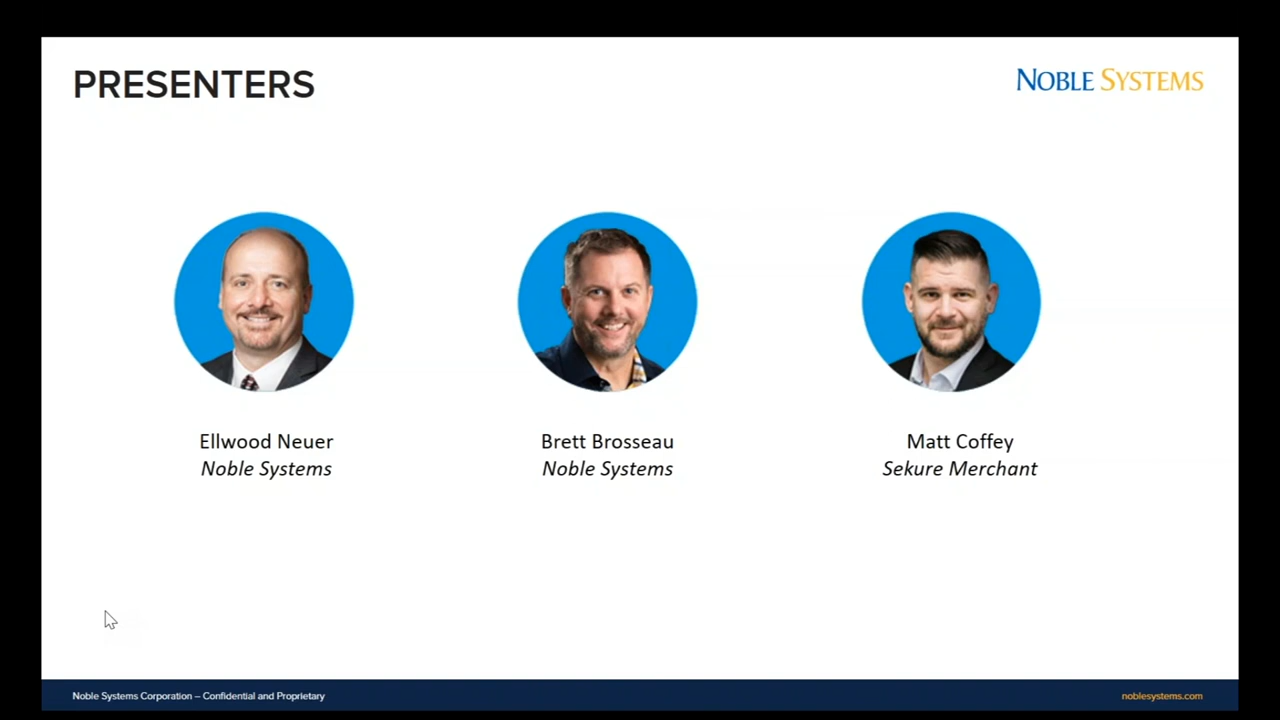 PRESENTERS
NOBLE SYSTEMS
Ellwood Neuer
Noble Systems
Brett Brosseau
Noble Systems
Matt Coffey
Sekure Merchant
Noble Systems Corporation – Confidential and Proprietary
noblesystems.com